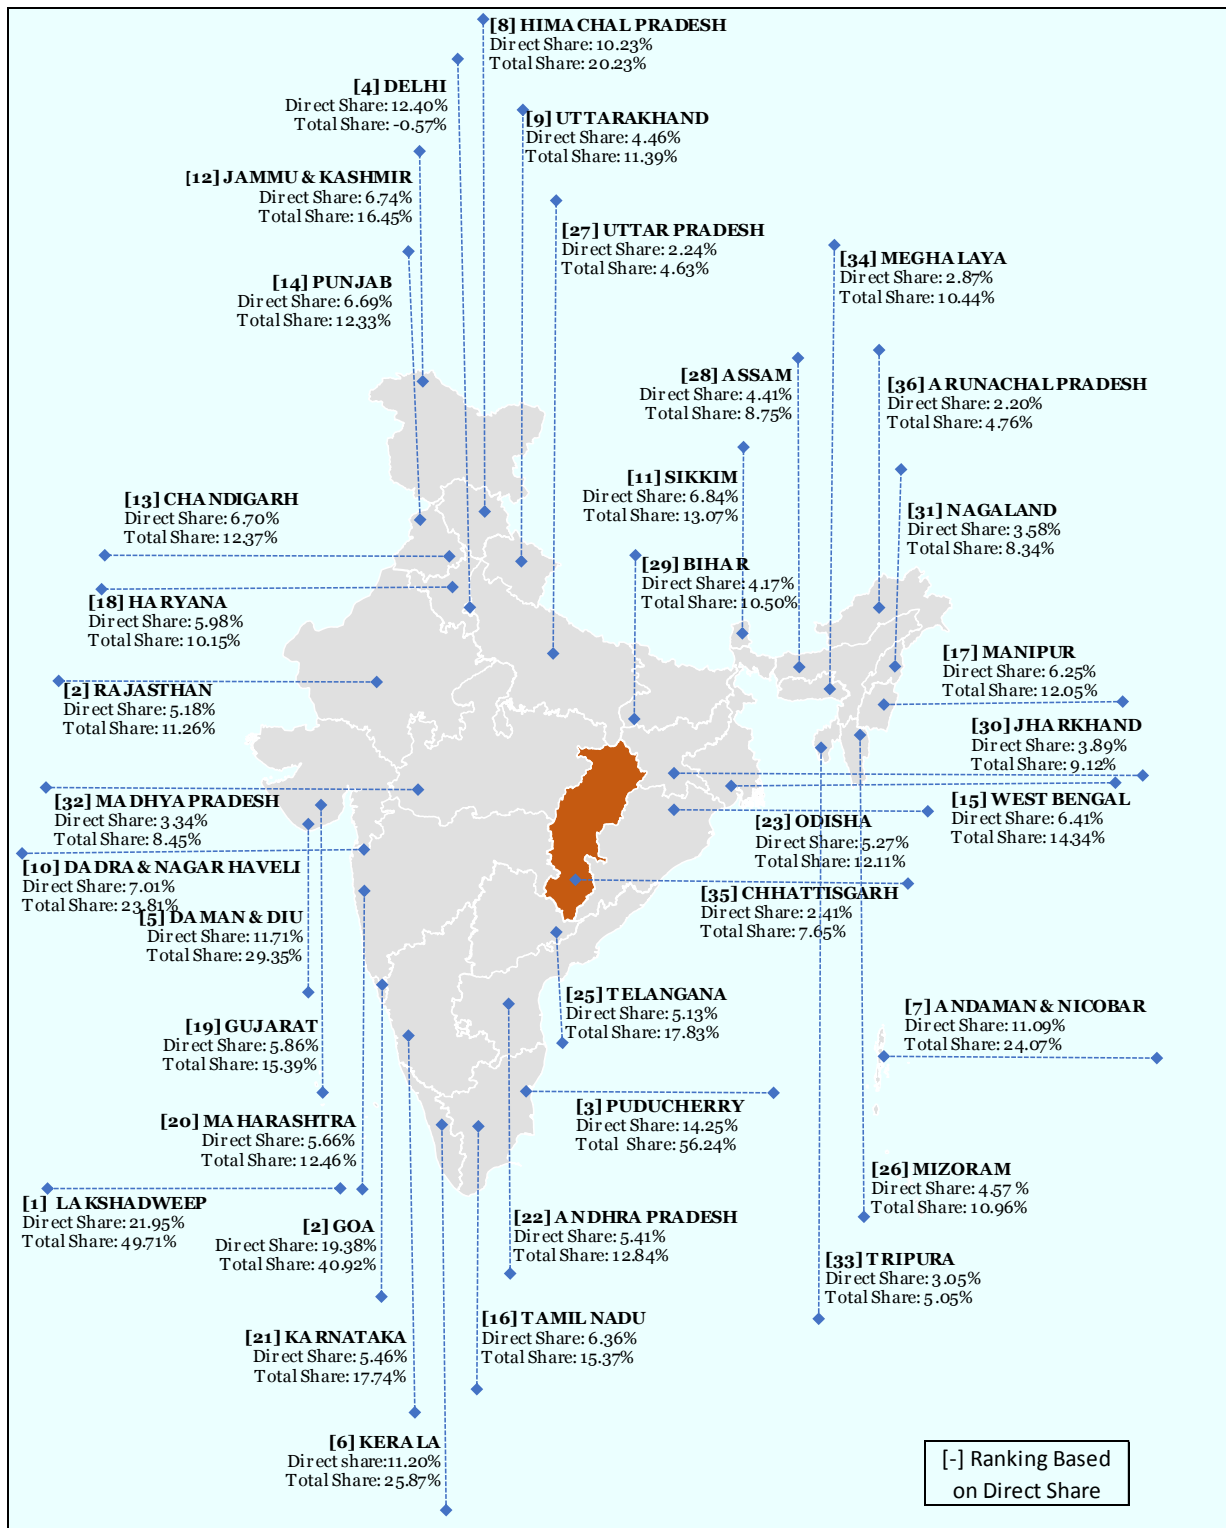 [8] HIMACHAL PRADESH
Direct Share: 10.23%
Total Share: 20.23%
[4] DELHI
Direct Share: 12.40%
Total Share: -0.57%
[9] UTTARAKHAND
Direct Share: 4.46%
Total Share: 11.39%
[12] JAMMU & KASHMIR
Direct Share: 6.74%
Total Share: 16.45%
[27] UTTAR PRADESH
Direct Share: 2.24%
Total Share: 4.63%
[34] MEGHALAYA
Direct Share: 2.87%
Total Share: 10.44%
[14] PUNJAB
Direct Share: 6.69%
Total Share: 12.33%
[28] ASSAM
Direct Share: 4.41%
Total Share: 8.75%
[36] ARUNACHAL PRADESH
Direct Share: 2.20%
Total Share: 4.76%
[11] SIKKIM
Direct Share: 6.84%
Total Share: 13.07%
[13] CHANDIGARH
Direct Share: 6.70%
Total Share: 12.37%
[31] NAGALAND
Direct Share: 3.58%
Total Share: 8.34%
[29] BIHAR
Direct Share: 4.17%
Total Share: 10.50%
[18] HARYANA
Direct Share: 5.98%
Total Share: 10.15%
[17] MANIPUR
Direct Share: 6.25%
Total Share: 12.05%
[2] RAJASTHAN
Direct Share: 5.18%
Total Share: 11.26%
[30] JHARKHAND
Direct Share: 3.89%
Total Share: 9.12%
[32] MADHYA PRADESH
Direct Share: 3.34%
Total Share: 8.45%
[15] WEST BENGAL
Direct Share: 6.41%
Total Share: 14.34%
[23] ODISHA
Direct Share: 5.27%
Total Share: 12.11%
[10] DADRA & NAGAR HAVELI
Direct Share: 7.01%
Total Share: 23.81%
[35] CHHATTISGARH
Direct Share: 2.41%
Total Share: 7.65%
[5] DAMAN & DIU
Direct Share: 11.71%
Total Share: 29.35%
[25] TELANGANA
Direct Share: 5.13%
Total Share: 17.83%
[7] ANDAMAN & NICOBAR
Direct Share: 11.09%
Total Share: 24.07%
[19] GUJARAT
Direct Share: 5.86%
Total Share: 15.39%
[3] PUDUCHERRY
Direct Share: 14.25%
Total Share: 56.24%
[20] MAHARASHTRA
Direct Share: 5.66%
Total Share: 12.46%
[26] MIZORAM
Direct Share: 4.57 %
Total Share: 10.96%
[1] LAKSHADWEEP
Direct Share: 21.95%
Total Share: 49.71%
[2] GOA
Direct Share: 19.38%
Total Share: 40.92%
[22] ANDHRA PRADESH
Direct Share: 5.41%
Total Share: 12.84%
[33] TRIPURA
Direct Share: 3.05%
Total Share: 5.05%
[16] TAMIL NADU
Direct Share: 6.36%
Total Share: 15.37%
[21] KARNATAKA
Direct Share: 5.46%
Total Share: 17.74%
[6] KERALA
Direct share:11.20%
Total Share: 25.87%
[-] Ranking Based
on Direct Share